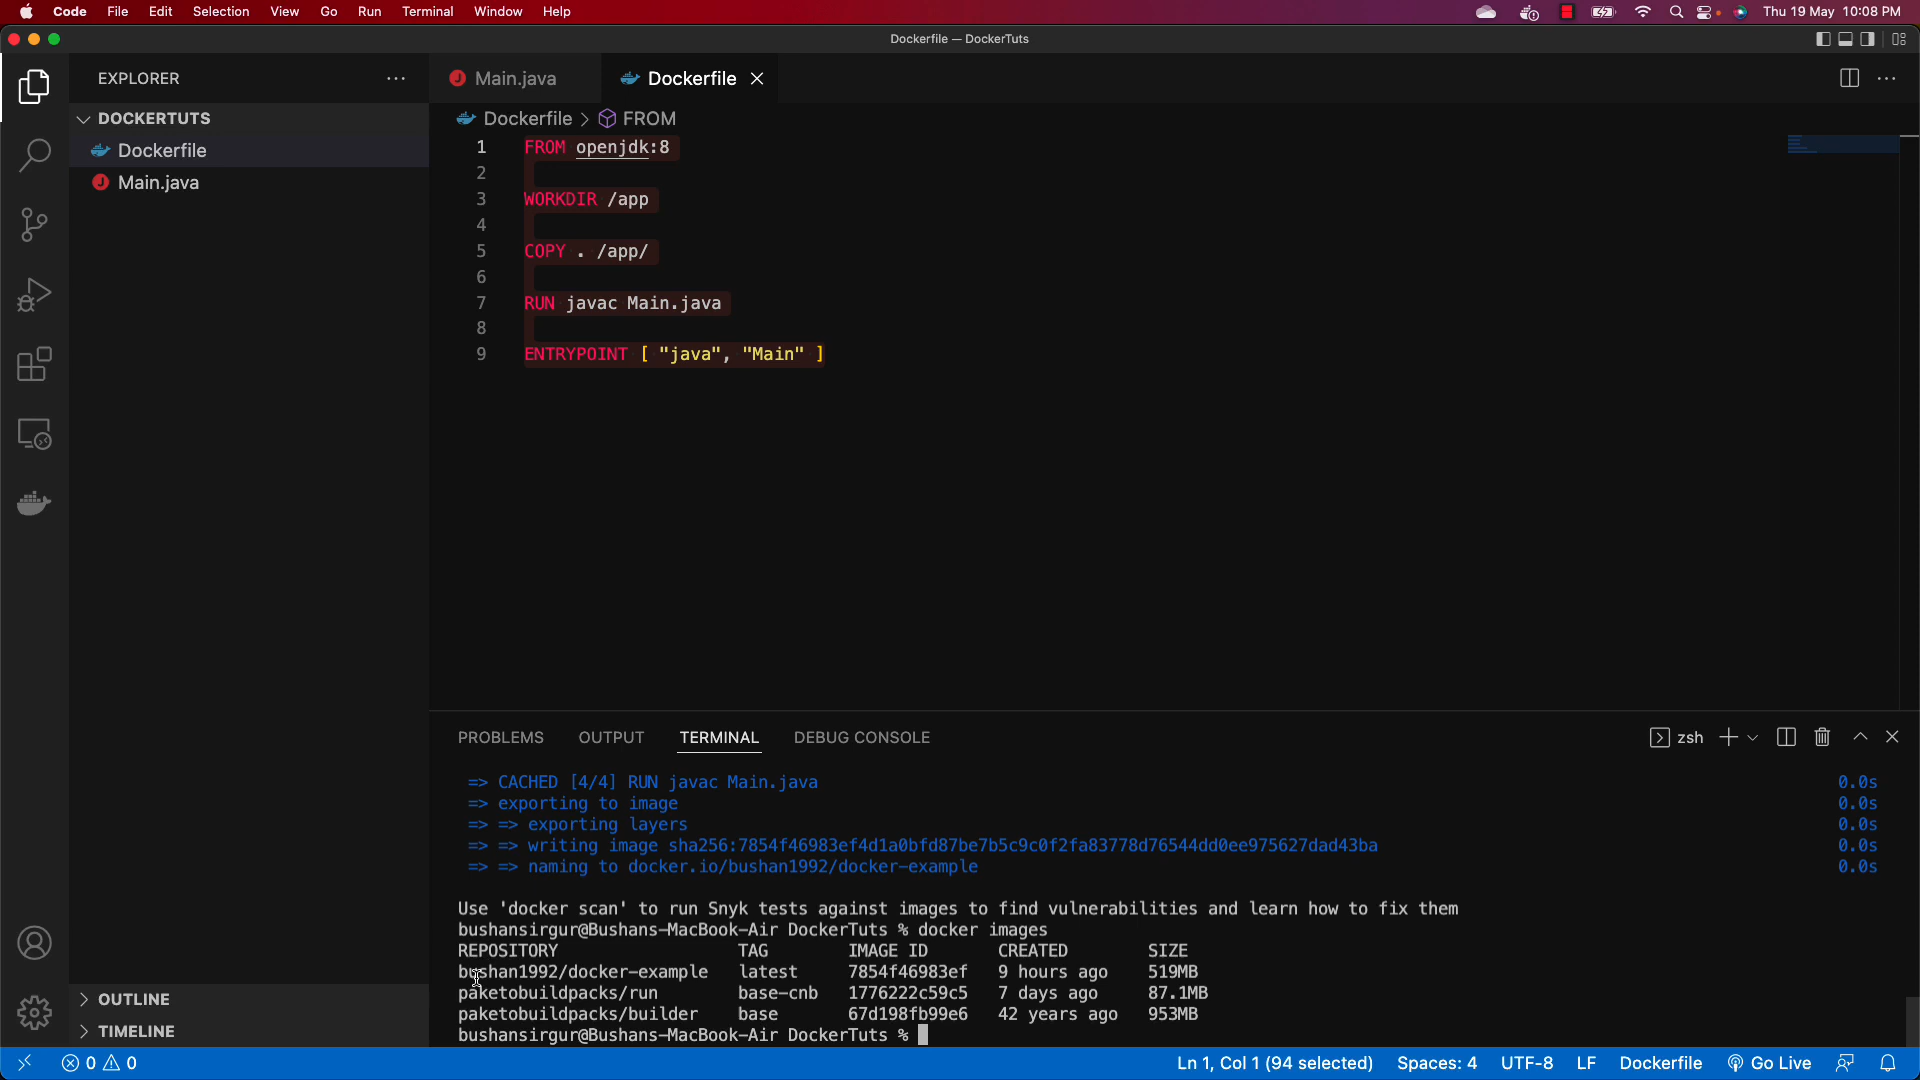 Code File Edit Selection View Go Run Terminal Window Help Thu 19 May 10:08 PM
Dockerfile — DockerTuts
EXPLORER
DOCKERTUTS
Dockerfile
Main.java
OUTLINE
TIMELINE
Main.java Dockerfile
Dockerfile > FROM
1 FROM openjdk:8
2
3 WORKDIR /app
4
5 COPY . /app/
6
7 RUN javac Main.java
8
9 ENTRYPOINT [ "java", "Main" ]
PROBLEMS OUTPUT TERMINAL DEBUG CONSOLE zsh
=> CACHED [4/4] RUN javac Main.java 0.0s
=> exporting to image 0.0s
=> => exporting layers 0.0s
=> => writing image sha256:7854f46983ef4d1a0bfd87be7b5c9c0f2fa83778d76544dd0ee975627dad43ba 0.0s
=> => naming to docker.io/bushan1992/docker-example 0.0s
Use 'docker scan' to run Snyk tests against images to find vulnerabilities and learn how to fix them
bushansirgur@Bushans-MacBook-Air DockerTuts % docker images
REPOSITORY TAG IMAGE ID CREATED SIZE
bushan1992/docker-example latest 7854f46983ef 9 hours ago 519MB
paketobuildpacks/run base-cnb 1776222c59c5 7 days ago 87.1MB
paketobuildpacks/builder base 67d198fb99e6 42 years ago 953MB
bushansirgur@Bushans-MacBook-Air DockerTuts %
0 0 Ln 1, Col 1 (94 selected) Spaces: 4 UTF-8 LF Dockerfile Go Live